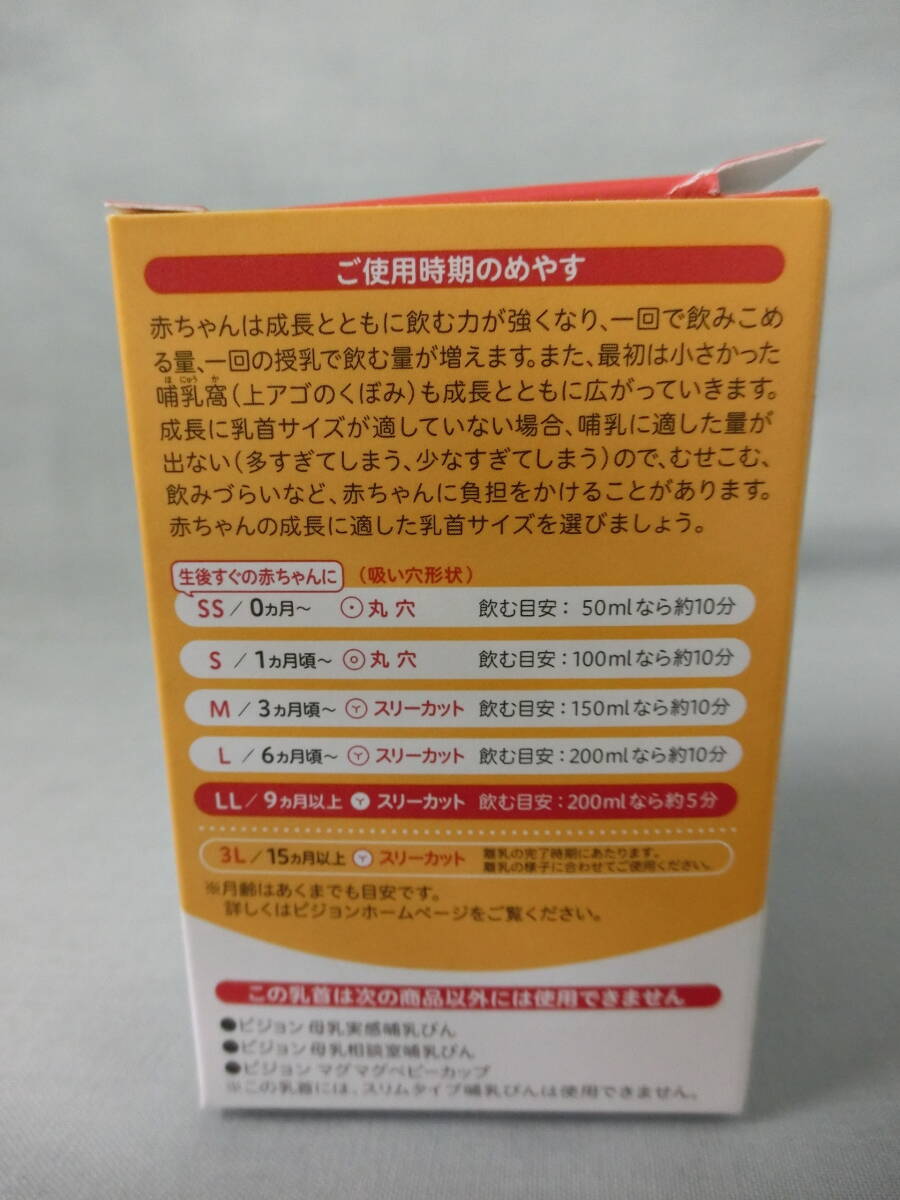 ご使用時期のめやす
赤ちゃんは成長とともに飲む力が強くなり、一回で飲みこめ
る量、一回の授乳で飲む量が増えます。また、最初は小さかった
ほにゅうか
哺乳窩(上アゴのくぼみ)も成長とともに広がっていきます。
成長に乳首サイズが適していない場合、哺乳に適した量が
出ない(多すぎてしまう、少なすぎてしまう)ので、むせこむ、
飲みづらいなど、赤ちゃんに負担をかけることがあります。
赤ちゃんの成長に適した乳首サイズを選びましょう。
生後すぐの赤ちゃんに (吸い穴形状)
SS/0ヵ月~ 丸穴 飲む目安:50mlなら約10分
S/1ヵ月頃~ 丸穴 飲む目安:100mlなら約10分
M/3ヵ月頃~ スリーカット 飲む目安:150mlなら約10分
L/6ヵ月頃~ スリーカット 飲む目安:200mlなら約10分
LL/9ヵ月以上 スリーカット 飲む目安:200mlなら約5分
3L/15ヵ月以上 スリーカット 離乳の完了時期にあたります。
離乳の様子に合わせてご使用ください。
※月齢はあくまでも目安です。
詳しくはピジョンホームページをご覧ください。
この乳首は次の商品以外には使用できません
●ピジョン 母乳実感哺乳びん
●ピジョン 母乳相談室哺乳びん
●ピジョン マグマグベビーカップ
※この乳首には、スリムタイプ哺乳びんは使用できません。